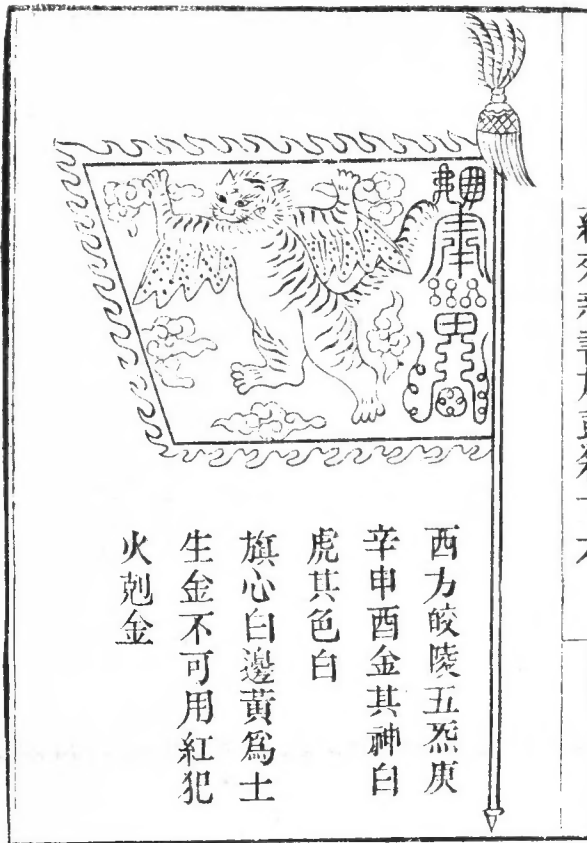 西方皎陵五炁庚
辛申酉金其神白
虎其色白
旗心白邊黃爲土
生金不可用紅犯
火剋金